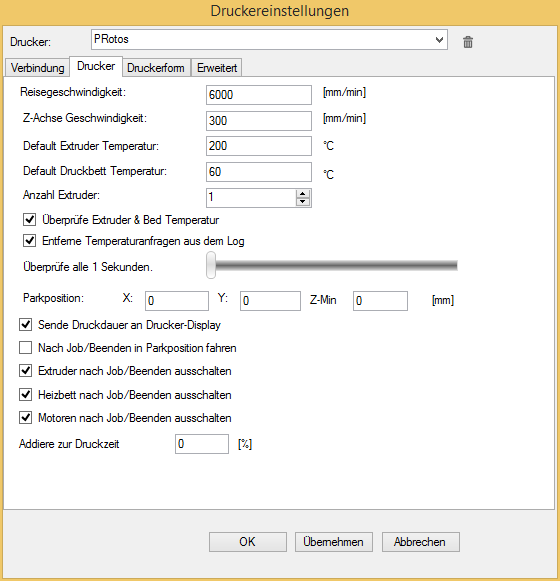 Druckereinstellungen
Drucker: PRotos
Verbindung Drucker Druckerform Erweitert
Reisegeschwindigkeit: 6000 [mm/min]
Z-Achse Geschwindigkeit: 300 [mm/min]
Default Extruder Temperatur: 200 °C
Default Druckbett Temperatur: 60 °C
Anzahl Extruder: 1
Überprüfe Extruder & Bed Temperatur
Entferne Temperaturanfragen aus dem Log
Überprüfe alle 1 Sekunden.
Parkposition: X: 0 Y: 0 Z-Min 0 [mm]
Sende Druckdauer an Drucker-Display
Nach Job/Beenden in Parkposition fahren
Extruder nach Job/Beenden ausschalten
Heizbett nach Job/Beenden ausschalten
Motoren nach Job/Beenden ausschalten
Addiere zur Druckzeit 0 [%]
OK Übernehmen Abbrechen